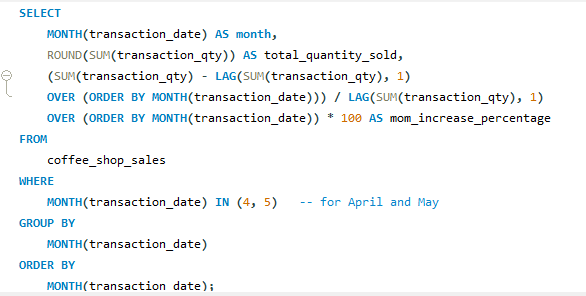 SELECT
MONTH(transaction_date) AS month,
ROUND(SUM(transaction_qty)) AS total_quantity_sold,
(SUM(transaction_qty) - LAG(SUM(transaction_qty), 1)
OVER (ORDER BY MONTH(transaction_date))) / LAG(SUM(transaction_qty), 1)
OVER (ORDER BY MONTH(transaction_date)) * 100 AS mom_increase_percentage
FROM
coffee_shop_sales
WHERE
MONTH(transaction_date) IN (4, 5)   -- for April and May
GROUP BY
MONTH(transaction_date)
ORDER BY
MONTH(transaction_date);